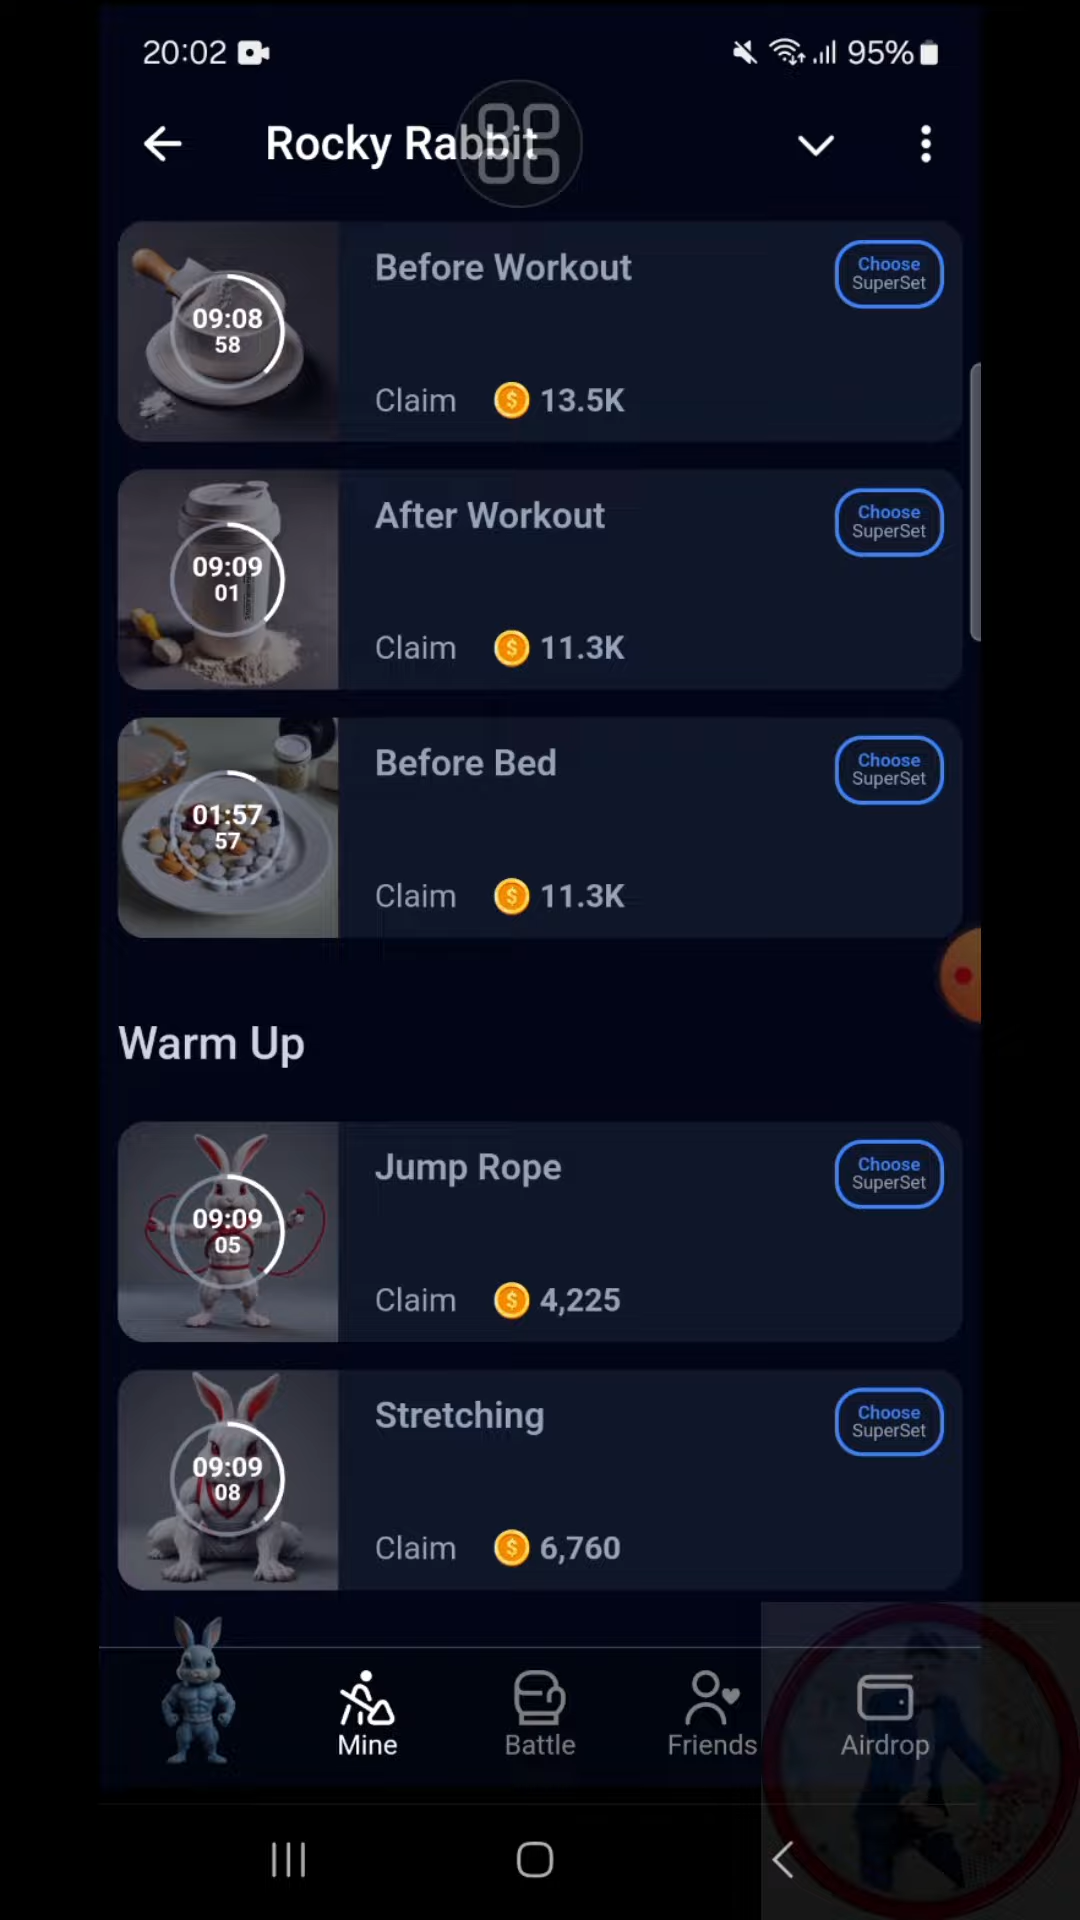 20:02 95%
Rocky Rabbit
Before Workout
Choose
SuperSet
09:08
58
Claim $ 13.5K
After Workout
Choose
SuperSet
09:09
01
Claim $ 11.3K
Before Bed
Choose
SuperSet
01:57
57
Claim $ 11.3K
Warm Up
Jump Rope
Choose
SuperSet
09:09
05
Claim $ 4,225
Stretching
Choose
SuperSet
09:09
08
Claim $ 6,760
Mine Battle Friends Airdrop